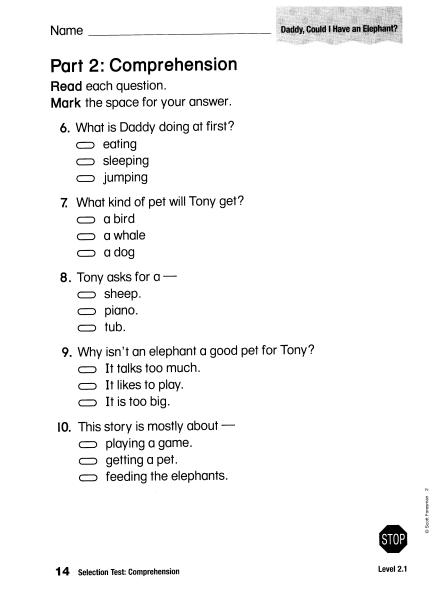 Name
Daddy, Could I Have an Elephant?
Part 2: Comprehension
Read each question.
Mark the space for your answer.
6. What is Daddy doing at first?
eating
sleeping
jumping
7. What kind of pet will Tony get?
a bird
a whale
a dog
8. Tony asks for a —
sheep.
piano.
tub.
9. Why isn't an elephant a good pet for Tony?
It talks too much.
It likes to play.
It is too big.
10. This story is mostly about —
playing a game.
getting a pet.
feeding the elephants.
© Scott Foresman 2
STOP
14 Selection Test: Comprehension
Level 2.1